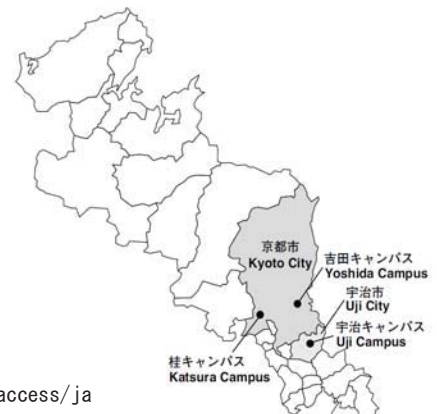 京都市
Kyoto City
吉田キャンパス
Yoshida Campus
宇治市
Uji City
宇治キャンパス
Uji Campus
桂キャンパス
Katsura Campus
access/ja